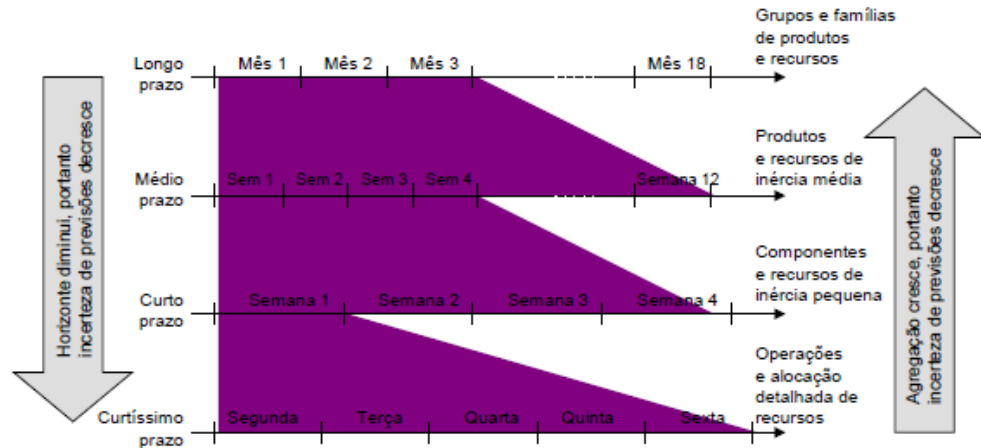 Grupos e famílias
de produtos
e recursos
Longo
prazo
Mês 1
Mês 2
Mês 3
Mês 18
Produtos
e recursos de
inércia média
Médio
prazo
Sem 1
Sem 2
Sem 3
Sem 4
Semana 12
Componentes
e recursos de
inércia pequena
Curto
prazo
Semana 1
Semana 2
Semana 3
Semana 4
Operações
e alocação
detalhada de
recursos
Curtíssimo
prazo
Segunda
Terça
Quarta
Quinta
Sexta
Horizonte diminui, portanto
incerteza de previsões decresce
Agregação cresce, portanto
incerteza de previsões decresce